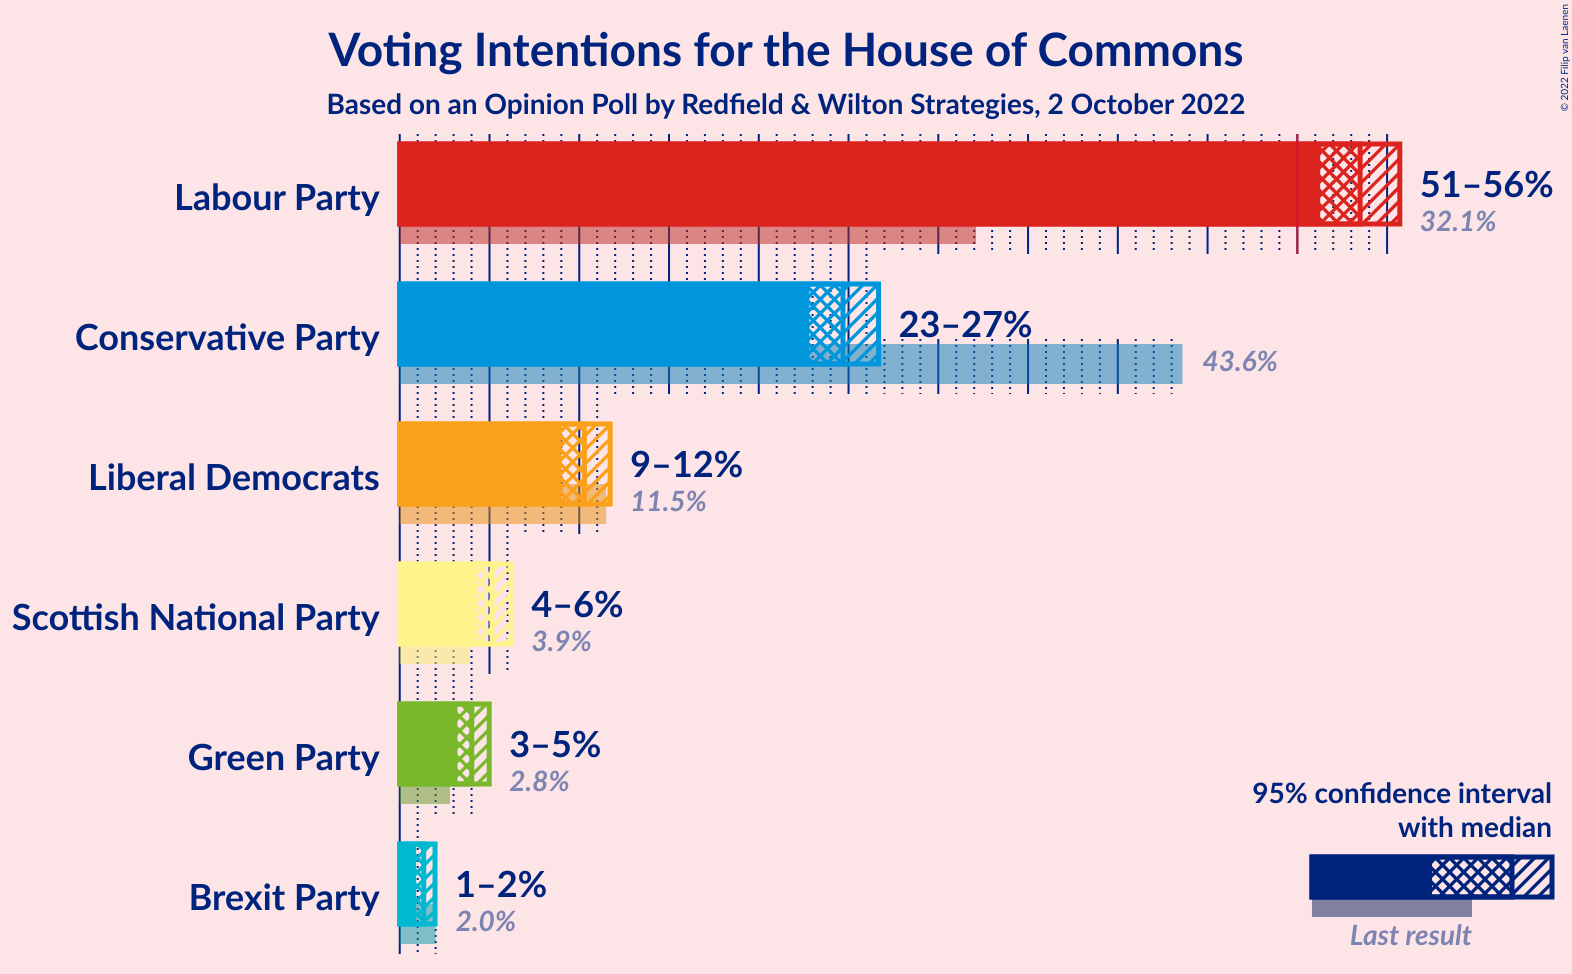 Voting Intentions for the House of Commons
Based on an Opinion Poll by Redfield & Wilton Strategies, 2 October 2022
© 2022 Filip van Laenen
Labour Party
51–56%
32.1%
Conservative Party
23–27%
43.6%
Liberal Democrats
9–12%
11.5%
Scottish National Party
4–6%
3.9%
Green Party
3–5%
2.8%
Brexit Party
1–2%
2.0%
95% confidence interval
with median
Last result